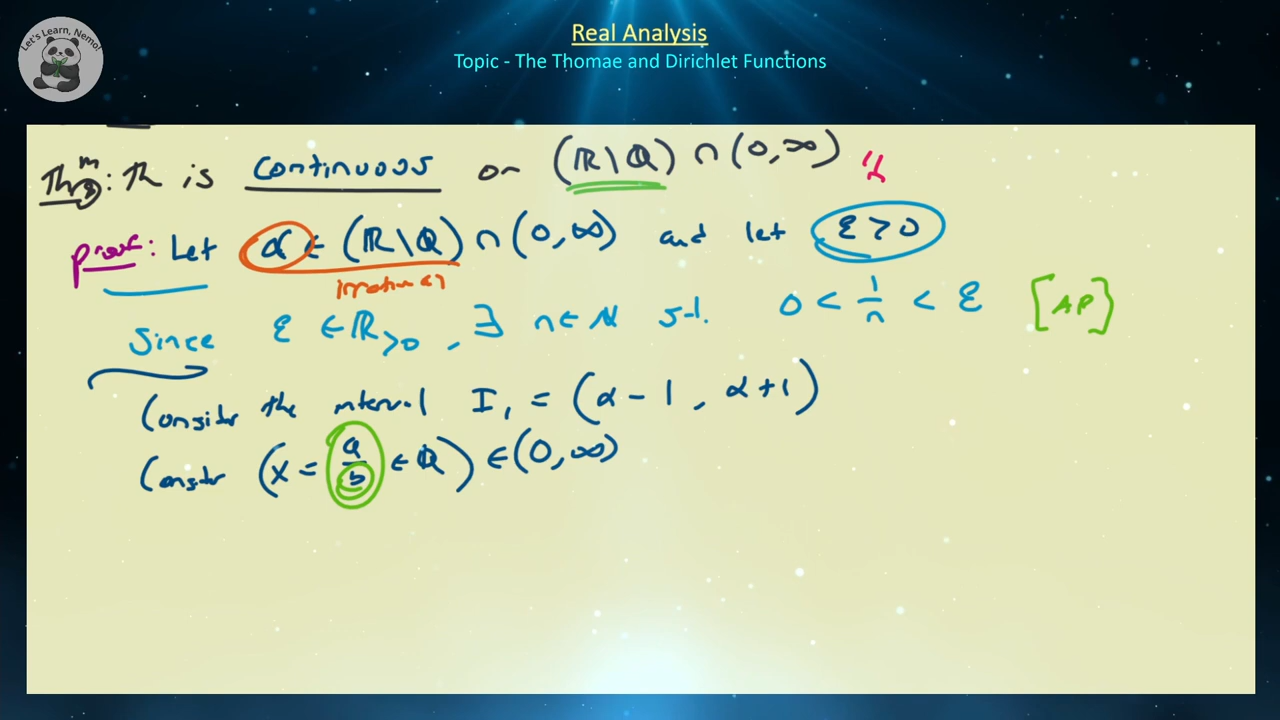 Let's Learn, Nemo!
Real Analysis
Topic - The Thomae and Dirichlet Functions
Thm: Th is continuous on (ℝ\ℚ) ∩ (0,∞)
proof: Let α ∈ (ℝ\ℚ) ∩ (0,∞) and let ε > 0
irrational
Since ε ∈ ℝ>0, ∃ n ∈ ℕ s.t. 0 < 1/n < ε [AP]
Consider the interval I₁ = (α - 1, α + 1)
Consider (x = a/b ∈ ℚ) ∈ (0,∞)